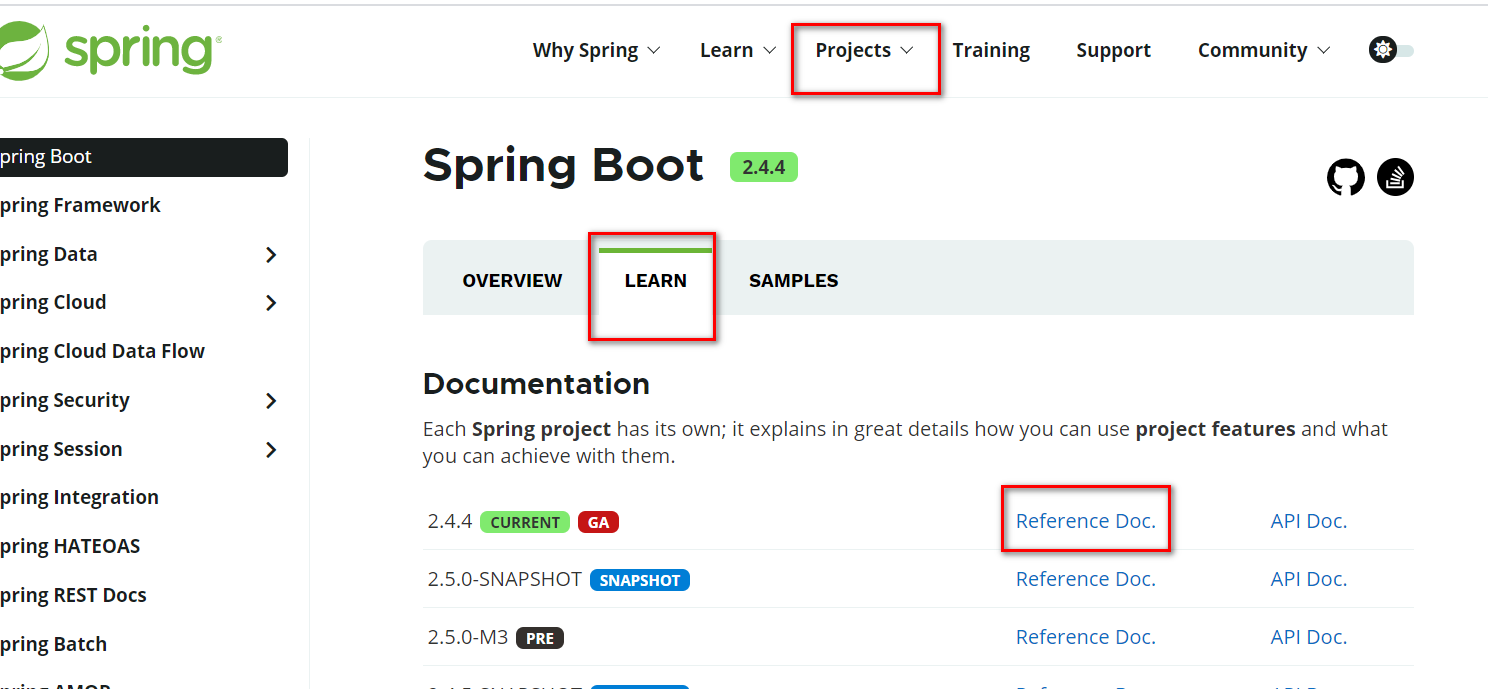 spring®
Why Spring Learn Projects Training Support Community
pring Boot
pring Framework
pring Data
pring Cloud
pring Cloud Data Flow
pring Security
pring Session
pring Integration
pring HATEOAS
pring REST Docs
pring Batch
pring AMQP
Spring Boot 2.4.4
OVERVIEW LEARN SAMPLES
Documentation
Each Spring project has its own; it explains in great details how you can use project features and what
you can achieve with them.
2.4.4 CURRENT GA Reference Doc. API Doc.
2.5.0-SNAPSHOT SNAPSHOT Reference Doc. API Doc.
2.5.0-M3 PRE Reference Doc. API Doc.